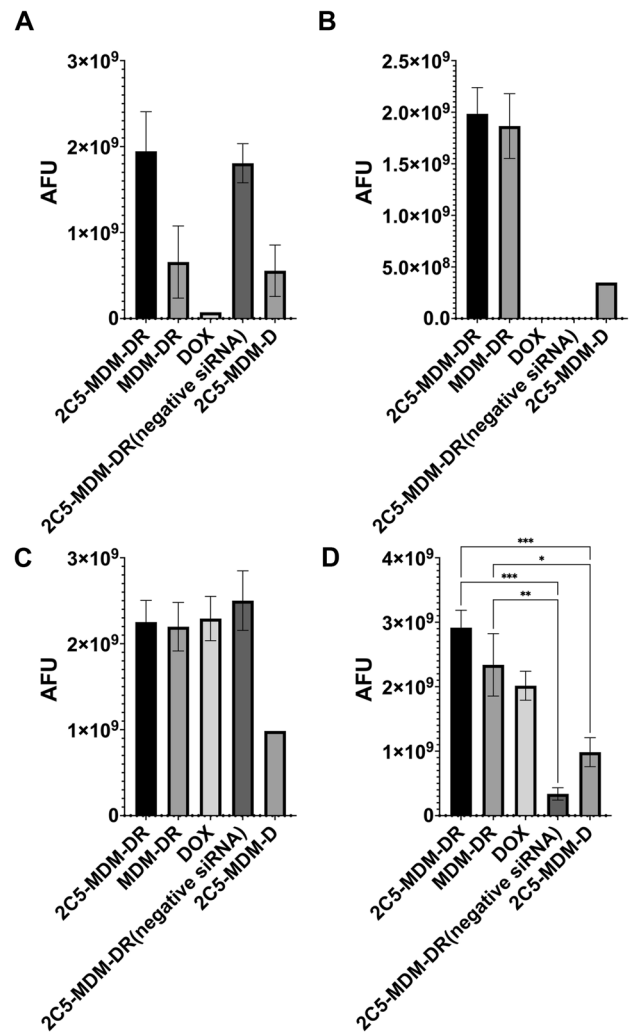 A
AFU
3×10⁹
2×10⁹
1×10⁹
0
2C5-MDM-DR
MDM-DR
DOX
2C5-MDM-DR(negative siRNA)
2C5-MDM-D
B
AFU
2.0×10⁹
1.5×10⁹
1.0×10⁹
5.0×10⁸
0.0
2C5-MDM-DR
MDM-DR
DOX
2C5-MDM-DR(negative siRNA)
2C5-MDM-D
C
AFU
3×10⁹
2×10⁹
1×10⁹
0
2C5-MDM-DR
MDM-DR
DOX
2C5-MDM-DR(negative siRNA)
2C5-MDM-D
D
AFU
4×10⁹
3×10⁹
2×10⁹
1×10⁹
0
***
*
***
**
2C5-MDM-DR
MDM-DR
DOX
2C5-MDM-DR(negative siRNA)
2C5-MDM-D